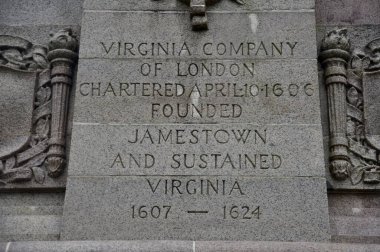 VIRGINIA COMPANY
OF LONDON
CHARTERED APRIL·10·1606
FOUNDED
JAMESTOWN
AND SUSTAINED
VIRGINIA
1607 — 1624